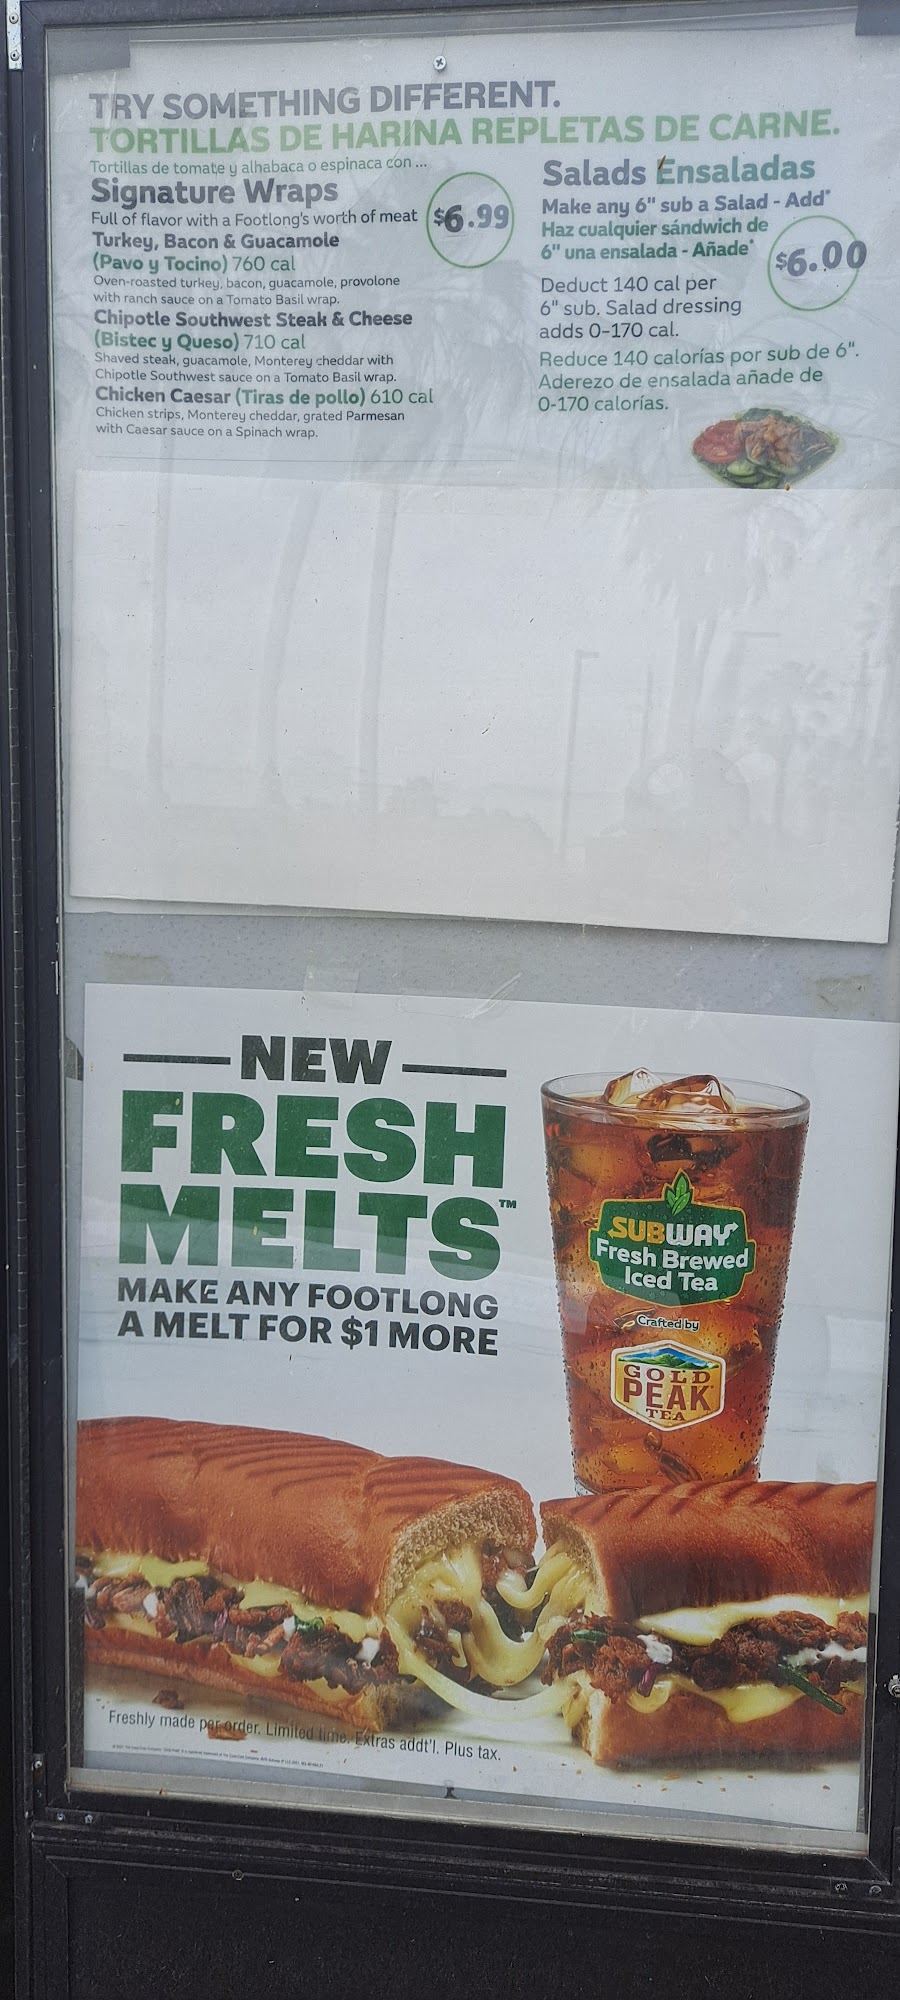 TRY SOMETHING DIFFERENT.
TORTILLAS DE HARINA REPLETAS DE CARNE.
Tortillas de tomate y alhabaca o espinaca con ...
Signature Wraps
Full of flavor with a Footlong's worth of meat
$6.99
Turkey, Bacon & Guacamole
(Pavo y Tocino) 760 cal
Oven-roasted turkey, bacon, guacamole, provolone
with ranch sauce on a Tomato Basil wrap.
Chipotle Southwest Steak & Cheese
(Bistec y Queso) 710 cal
Shaved steak, guacamole, Monterey cheddar with
Chipotle Southwest sauce on a Tomato Basil wrap.
Chicken Caesar (Tiras de pollo) 610 cal
Chicken strips, Monterey cheddar, grated Parmesan
with Caesar sauce on a Spinach wrap.
Salads Ensaladas
Make any 6" sub a Salad - Add*
Haz cualquier sándwich de
6" una ensalada - Añade*
$6.00
Deduct 140 cal per
6" sub. Salad dressing
adds 0-170 cal.
Reduce 140 calorías por sub de 6".
Aderezo de ensalada añade de
0-170 calorías.
NEW
FRESH
MELTS™
MAKE ANY FOOTLONG
A MELT FOR $1 MORE
SUBWAY
Fresh Brewed
Iced Tea
Crafted by
GOLD
PEAK
TEA
Freshly made per order. Limited time. Extras addt'l. Plus tax.